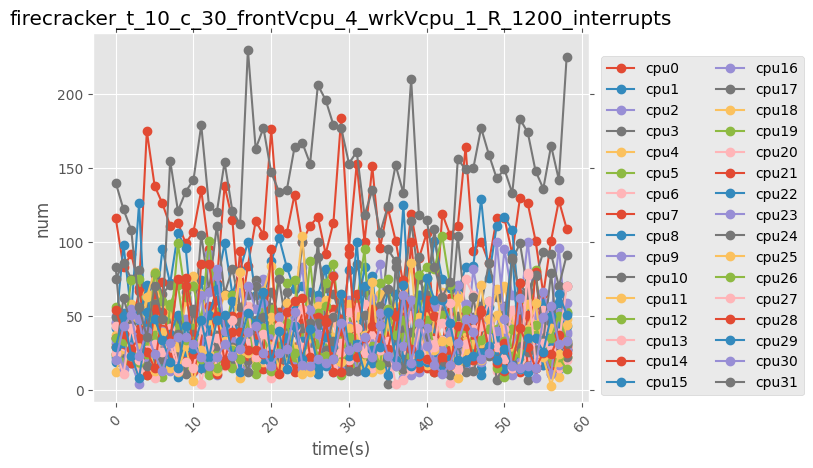 firecracker_t_10_c_30_frontVcpu_4_wrkVcpu_1_R_1200_interrupts
num
200
150
100
50
0
0
10
20
30
40
50
60
time(s)
cpu0
cpu1
cpu2
cpu3
cpu4
cpu5
cpu6
cpu7
cpu8
cpu9
cpu10
cpu11
cpu12
cpu13
cpu14
cpu15
cpu16
cpu17
cpu18
cpu19
cpu20
cpu21
cpu22
cpu23
cpu24
cpu25
cpu26
cpu27
cpu28
cpu29
cpu30
cpu31